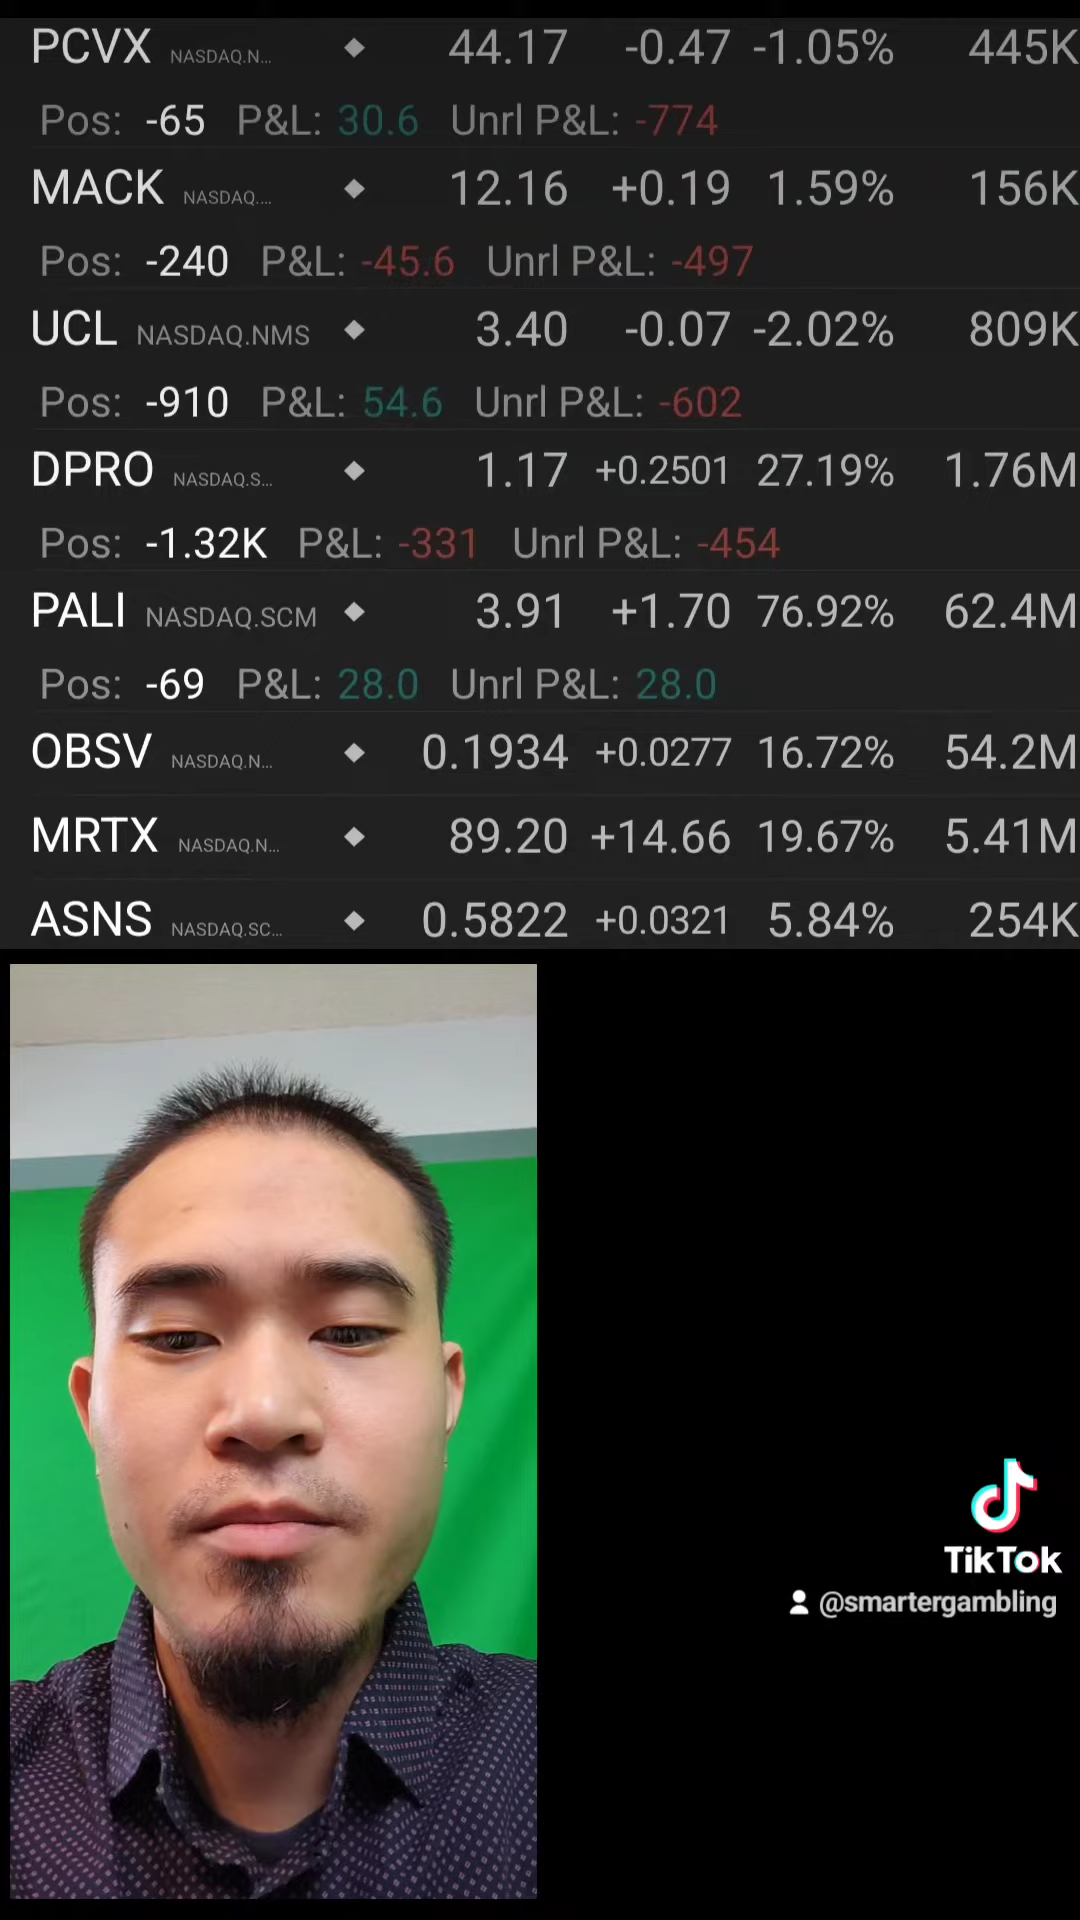 PCVX NASDAQ.N... ◆ 44.17 -0.47 -1.05% 445K
Pos: -65 P&L: 30.6 Unrl P&L: -774
MACK NASDAQ.... ◆ 12.16 +0.19 1.59% 156K
Pos: -240 P&L: -45.6 Unrl P&L: -497
UCL NASDAQ.NMS ◆ 3.40 -0.07 -2.02% 809K
Pos: -910 P&L: 54.6 Unrl P&L: -602
DPRO NASDAQ.S... ◆ 1.17 +0.2501 27.19% 1.76M
Pos: -1.32K P&L: -331 Unrl P&L: -454
PALI NASDAQ.SCM ◆ 3.91 +1.70 76.92% 62.4M
Pos: -69 P&L: 28.0 Unrl P&L: 28.0
OBSV NASDAQ.N... ◆ 0.1934 +0.0277 16.72% 54.2M
MRTX NASDAQ.N... ◆ 89.20 +14.66 19.67% 5.41M
ASNS NASDAQ.SC... ◆ 0.5822 +0.0321 5.84% 254K
TikTok
@smartergambling